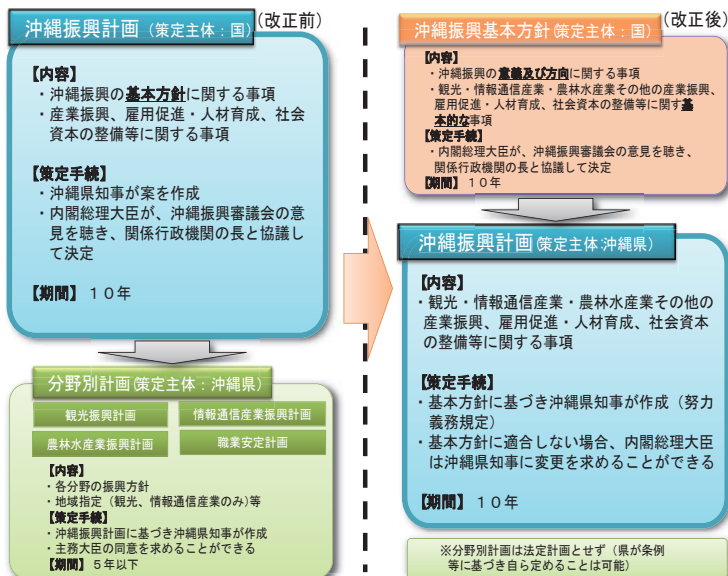 沖縄振興計画（策定主体：国）
（改正前）
【内容】
・沖縄振興の基本方針に関する事項
・産業振興、雇用促進・人材育成、社会
資本の整備等に関する事項
【策定手続】
・沖縄県知事が案を作成
・内閣総理大臣が、沖縄振興審議会の意
見を聴き、関係行政機関の長と協議し
て決定
【期間】１０年
分野別計画（策定主体：沖縄県）
観光振興計画
情報通信産業振興計画
農林水産業振興計画
職業安定計画
【内容】
・各分野の振興方針
・地域指定（観光、情報通信産業のみ）等
【策定手続】
・沖縄振興計画に基づき沖縄県知事が作成
・主務大臣の同意を求めることができる
【期間】５年以下
沖縄振興基本方針（策定主体：国）
（改正後）
【内容】
・沖縄振興の意義及び方向に関する事項
・観光・情報通信産業・農林水産業その他の産業振興、
雇用促進・人材育成、社会資本の整備等に関す基
本的な事項
【策定手続】
・内閣総理大臣が、沖縄振興審議会の意見を聴き、
関係行政機関の長と協議して決定
【期間】１０年
沖縄振興計画（策定主体：沖縄県）
【内容】
・観光・情報通信産業・農林水産業その他の
産業振興、雇用促進・人材育成、社会資本
の整備等に関する事項
【策定手続】
・基本方針に基づき沖縄県知事が作成（努力
義務規定）
・基本方針に適合しない場合、内閣総理大臣
は沖縄県知事に変更を求めることができる
【期間】１０年
※分野別計画は法定計画とせず（県が条例
等に基づき自ら定めることは可能）